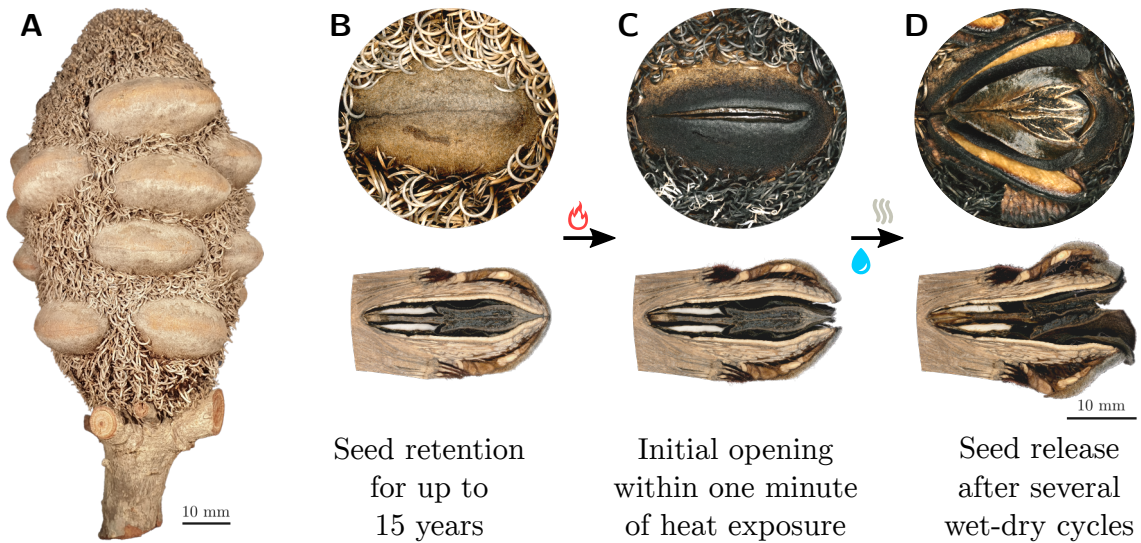 A
B
C
D
10 mm
10 mm
Seed retention
for up to
15 years
Initial opening
within one minute
of heat exposure
Seed release
after several
wet-dry cycles